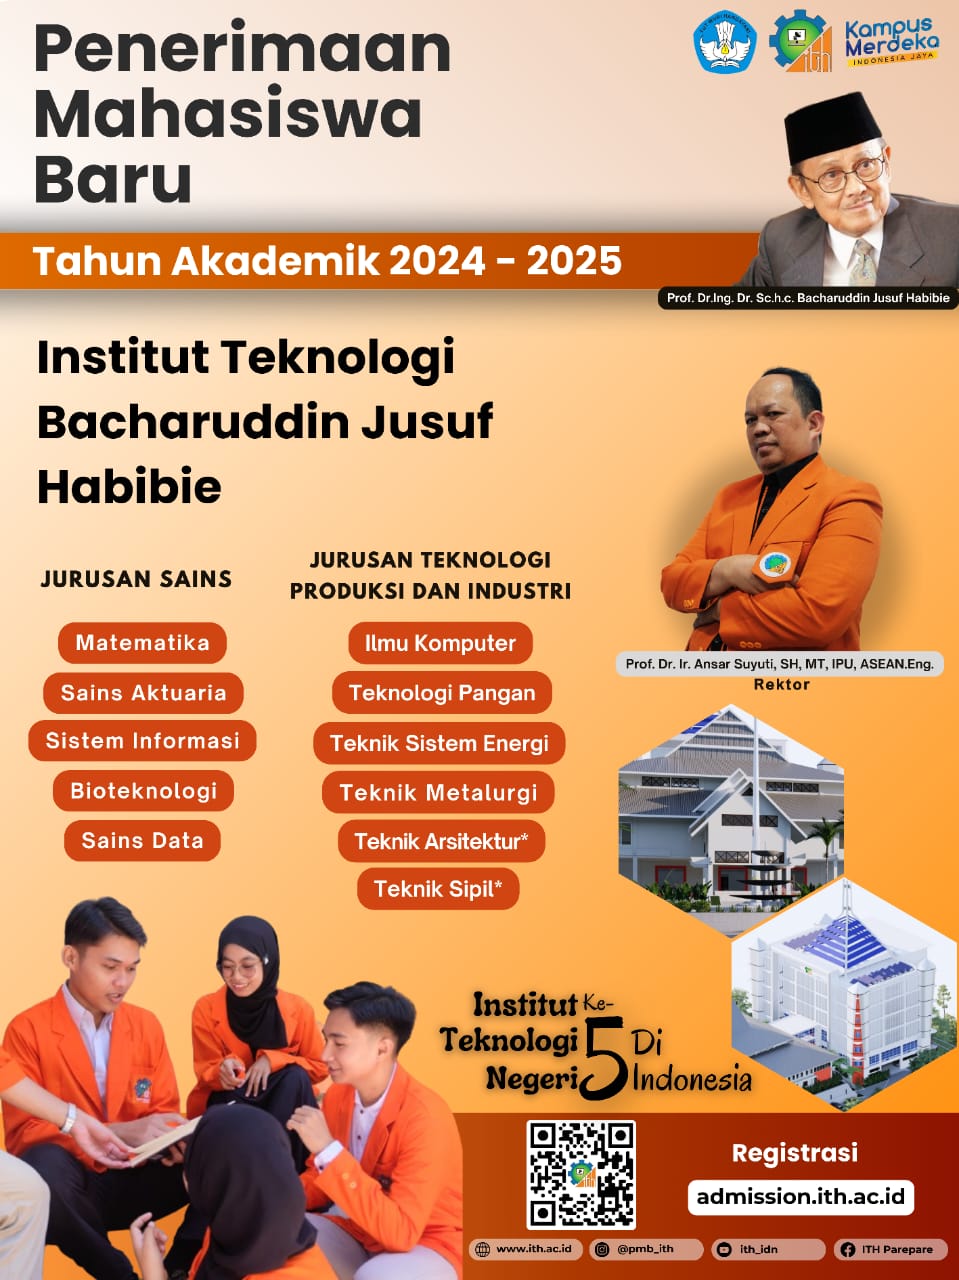 Penerimaan
Mahasiswa
Baru
ith
Kampus
Merdeka
INDONESIA JAYA
Tahun Akademik 2024 - 2025
Prof. Dr.Ing. Dr. Sc.h.c. Bacharuddin Jusuf Habibie
Institut Teknologi
Bacharuddin Jusuf
Habibie
JURUSAN SAINS
Matematika
Sains Aktuaria
Sistem Informasi
Bioteknologi
Sains Data
JURUSAN TEKNOLOGI
PRODUKSI DAN INDUSTRI
Ilmu Komputer
Teknologi Pangan
Teknik Sistem Energi
Teknik Metalurgi
Teknik Arsitektur*
Teknik Sipil*
Prof. Dr. Ir. Ansar Suyuti, SH, MT, IPU, ASEAN.Eng.
Rektor
Institut Ke-
Teknologi 5 Di
Negeri Indonesia
ith
Registrasi
admission.ith.ac.id
www.ith.ac.id
@pmb_ith
ith_idn
ITH Parepare